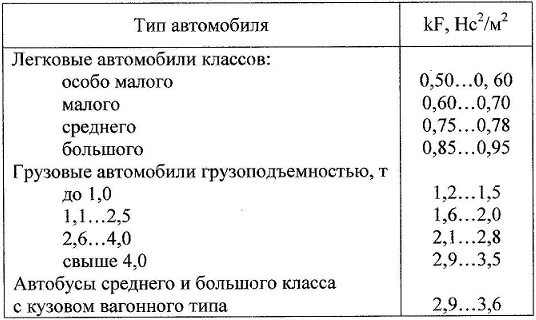 Тип автомобиля kF, Нс²/м²
Легковые автомобили классов:
особо малого 0,50…0, 60
малого 0,60…0,70
среднего 0,75…0,78
большого 0,85…0,95
Грузовые автомобили грузоподъемностью, т
до 1,0 1,2…1,5
1,1…2,5 1,6…2,0
2,6…4,0 2,1…2,8
свыше 4,0 2,9…3,5
Автобусы среднего и большого класса
с кузовом вагонного типа 2,9…3,6